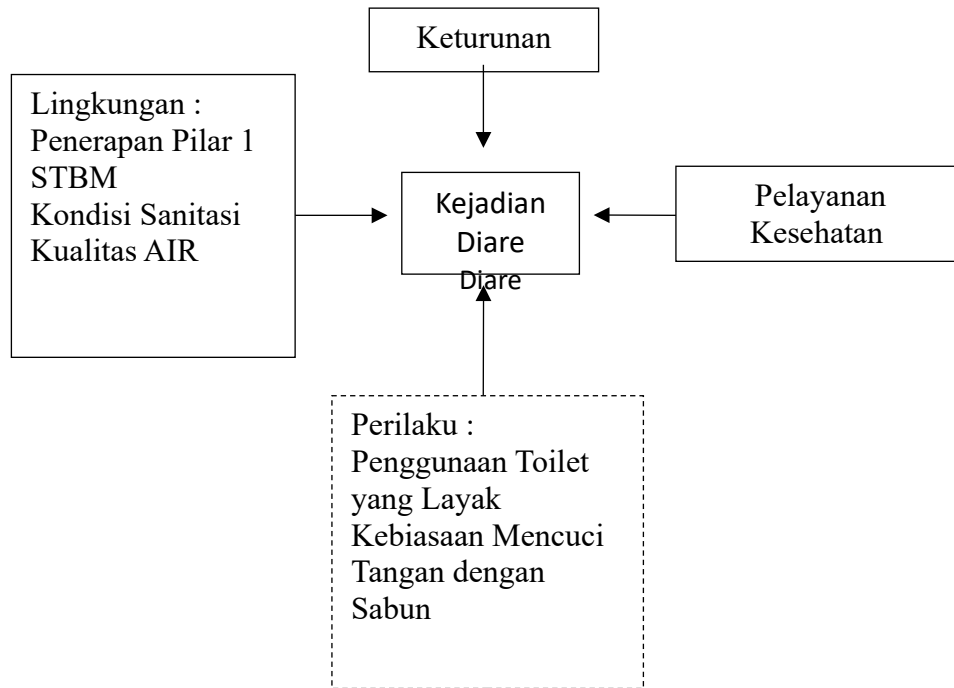 Keturunan
Lingkungan :
Penerapan Pilar 1
STBM
Kondisi Sanitasi
Kualitas AIR
Kejadian
Diare
Diare
Pelayanan
Kesehatan
Perilaku :
Penggunaan Toilet
yang Layak
Kebiasaan Mencuci
Tangan dengan
Sabun